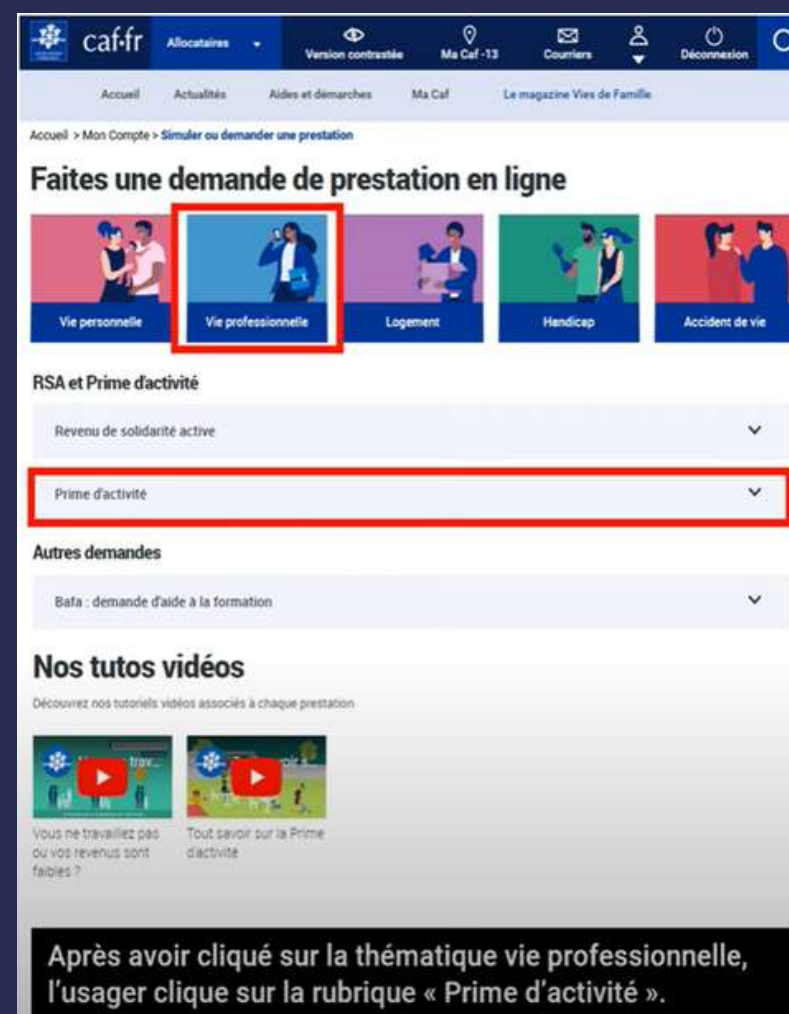 caf·fr
Allocataires
Version contrastée
Ma Caf - 13
Courriers
Déconnexion
Accueil Actualités Aides et démarches Ma Caf Le magazine Vies de Famille
Accueil > Mon Compte > Simuler ou demander une prestation
Faites une demande de prestation en ligne
Vie personnelle
Vie professionnelle
Logement
Handicap
Accident de vie
RSA et Prime d'activité
Revenu de solidarité active
Prime d'activité
Autres demandes
Bafa : demande d'aide à la formation
Nos tutos vidéos
Découvrez nos tutoriels vidéos associés à chaque prestation
Vous ne travaillez pas
ou vos revenus sont
faibles ?
Tout savoir sur la Prime
d'activité
Après avoir cliqué sur la thématique vie professionnelle,
l'usager clique sur la rubrique « Prime d'activité ».